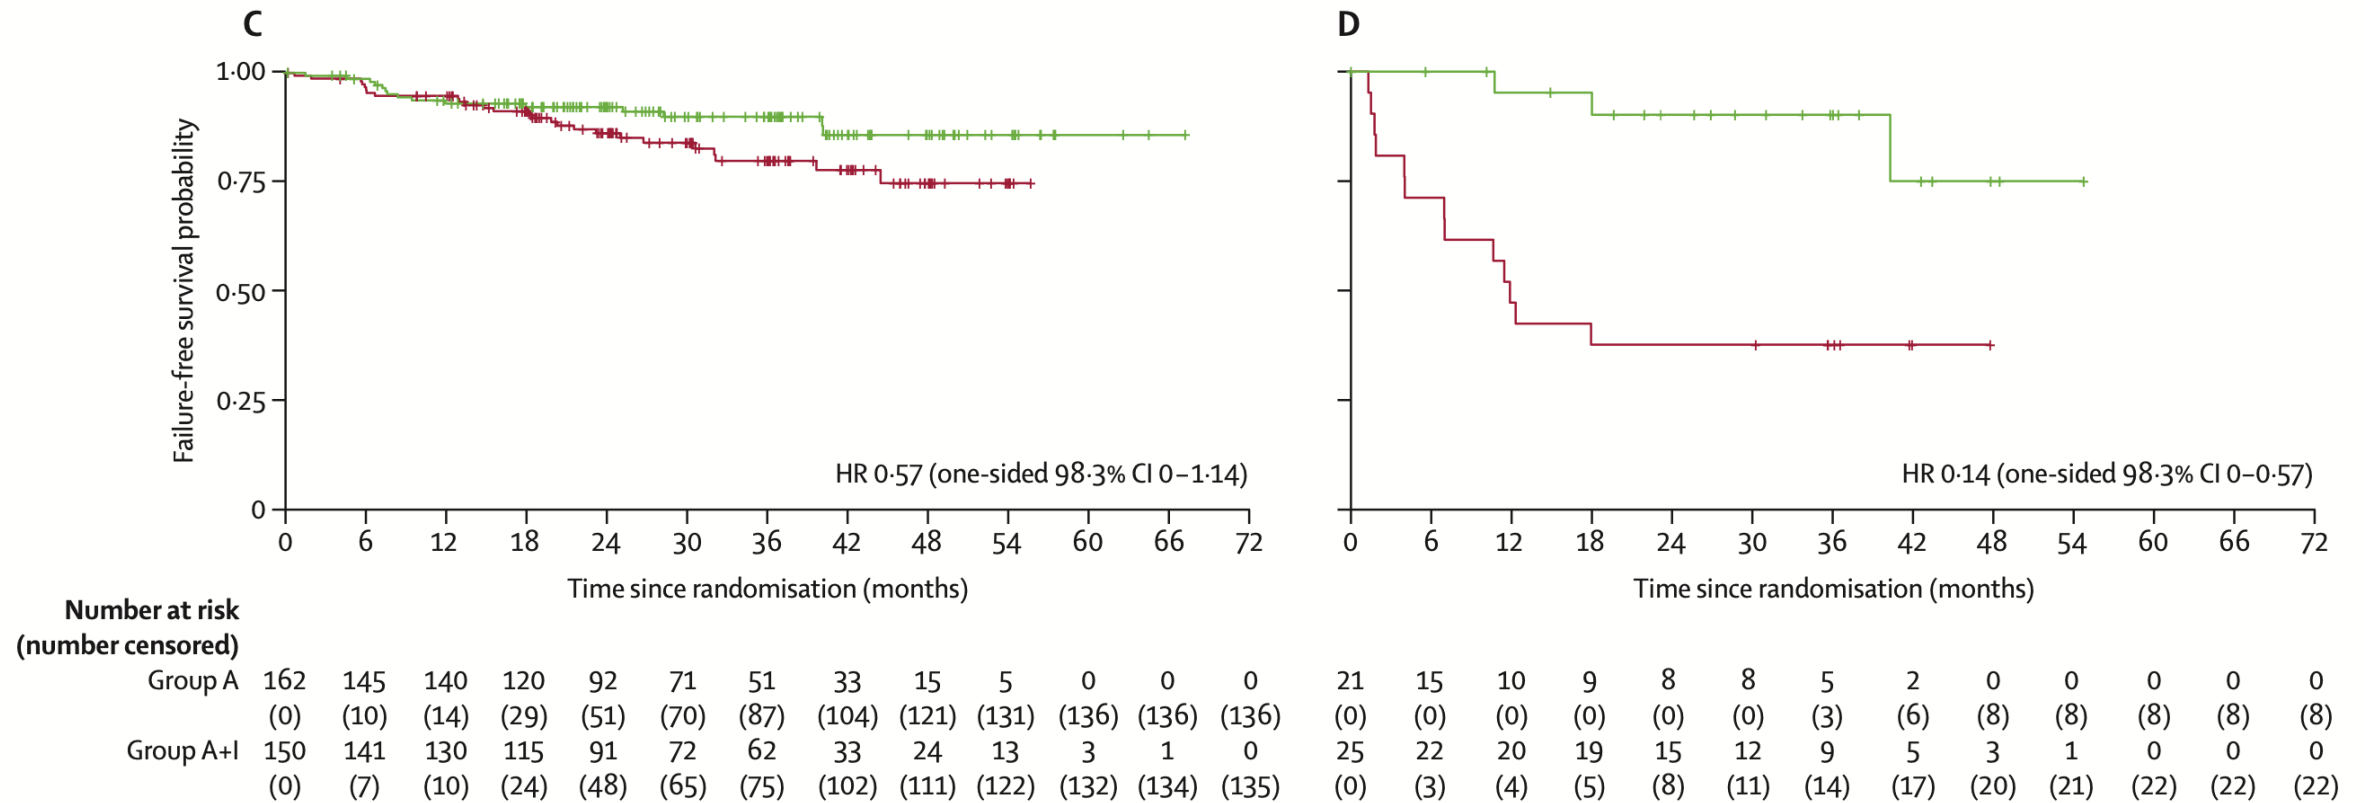 C
D
1·00
0·75
0·50
0·25
0
Failure-free survival probability
HR 0·57 (one-sided 98·3% CI 0–1·14)
HR 0·14 (one-sided 98·3% CI 0–0·57)
0 6 12 18 24 30 36 42 48 54 60 66 72
0 6 12 18 24 30 36 42 48 54 60 66 72
Time since randomisation (months)
Time since randomisation (months)
Number at risk
(number censored)
Group A 162 145 140 120 92 71 51 33 15 5 0 0 0 21 15 10 9 8 8 5 2 0 0 0 0 0
(0) (10) (14) (29) (51) (70) (87) (104) (121) (131) (136) (136) (136) (0) (0) (0) (0) (0) (0) (3) (6) (8) (8) (8) (8) (8)
Group A+I 150 141 130 115 91 72 62 33 24 13 3 1 0 25 22 20 19 15 12 9 5 3 1 0 0 0
(0) (7) (10) (24) (48) (65) (75) (102) (111) (122) (132) (134) (135) (0) (3) (4) (5) (8) (11) (14) (17) (20) (21) (22) (22) (22)